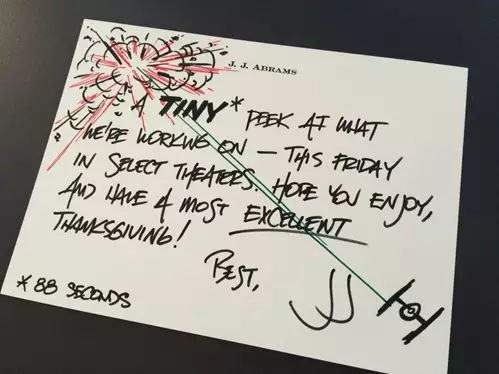 J. J. ABRAMS
A TINY* PEEK AT WHAT
WE'RE WORKING ON — THIS FRIDAY
IN SELECT THEATERS. HOPE YOU ENJOY,
AND HAVE A MOST EXCELLENT
THANKSGIVING!
BEST,
JJ
* 88 SECONDS